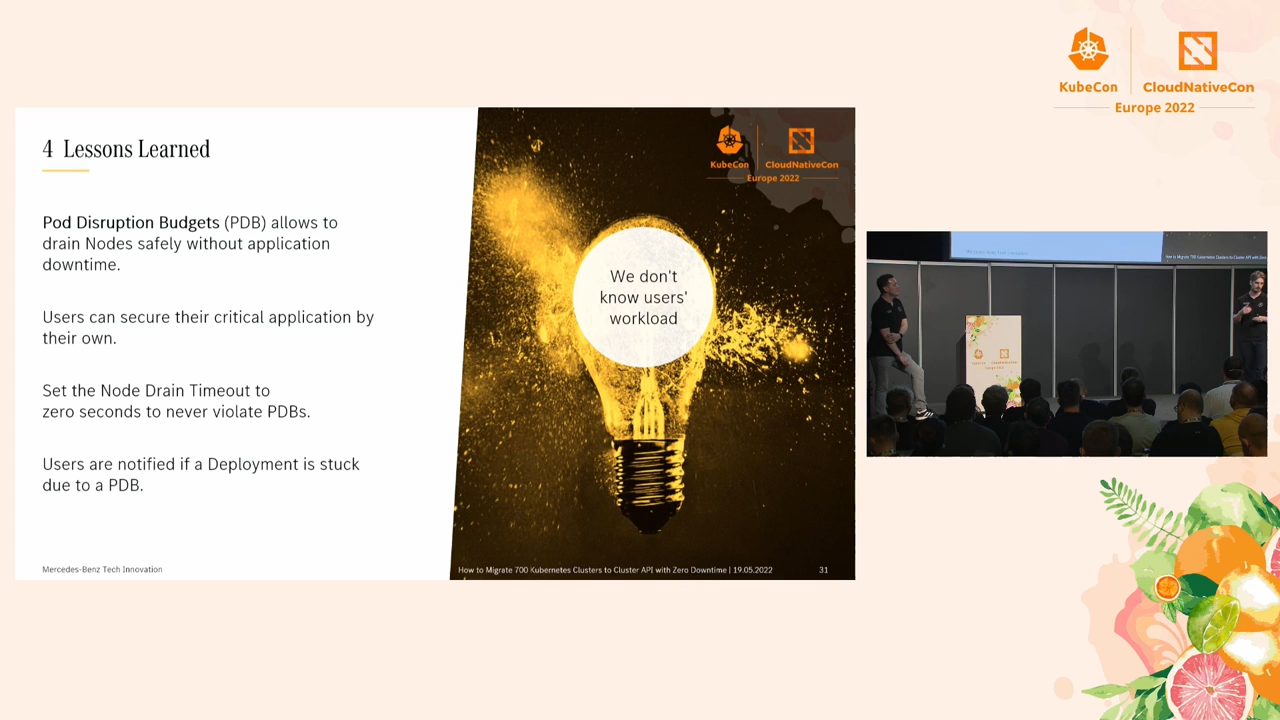 KubeCon
CloudNativeCon
Europe 2022
4 Lessons Learned
Pod Disruption Budgets (PDB) allows to
drain Nodes safely without application
downtime.
Users can secure their critical application by
their own.
Set the Node Drain Timeout to
zero seconds to never violate PDBs.
Users are notified if a Deployment is stuck
due to a PDB.
Mercedes-Benz Tech Innovation
KubeCon
CloudNativeCon
Europe 2022
We don't
know users'
workload
How to Migrate 700 Kubernetes Clusters to Cluster API with Zero Downtime | 19.05.2022
31